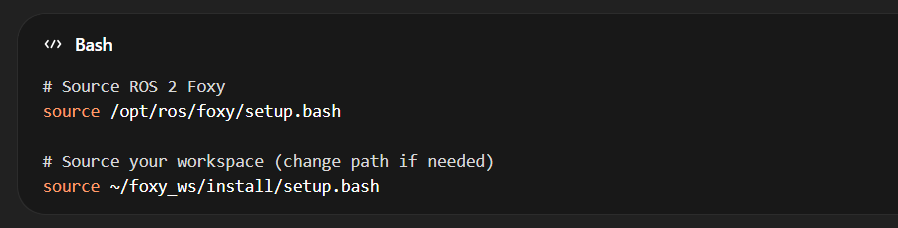 Bash
# Source ROS 2 Foxy
source /opt/ros/foxy/setup.bash
# Source your workspace (change path if needed)
source ~/foxy_ws/install/setup.bash